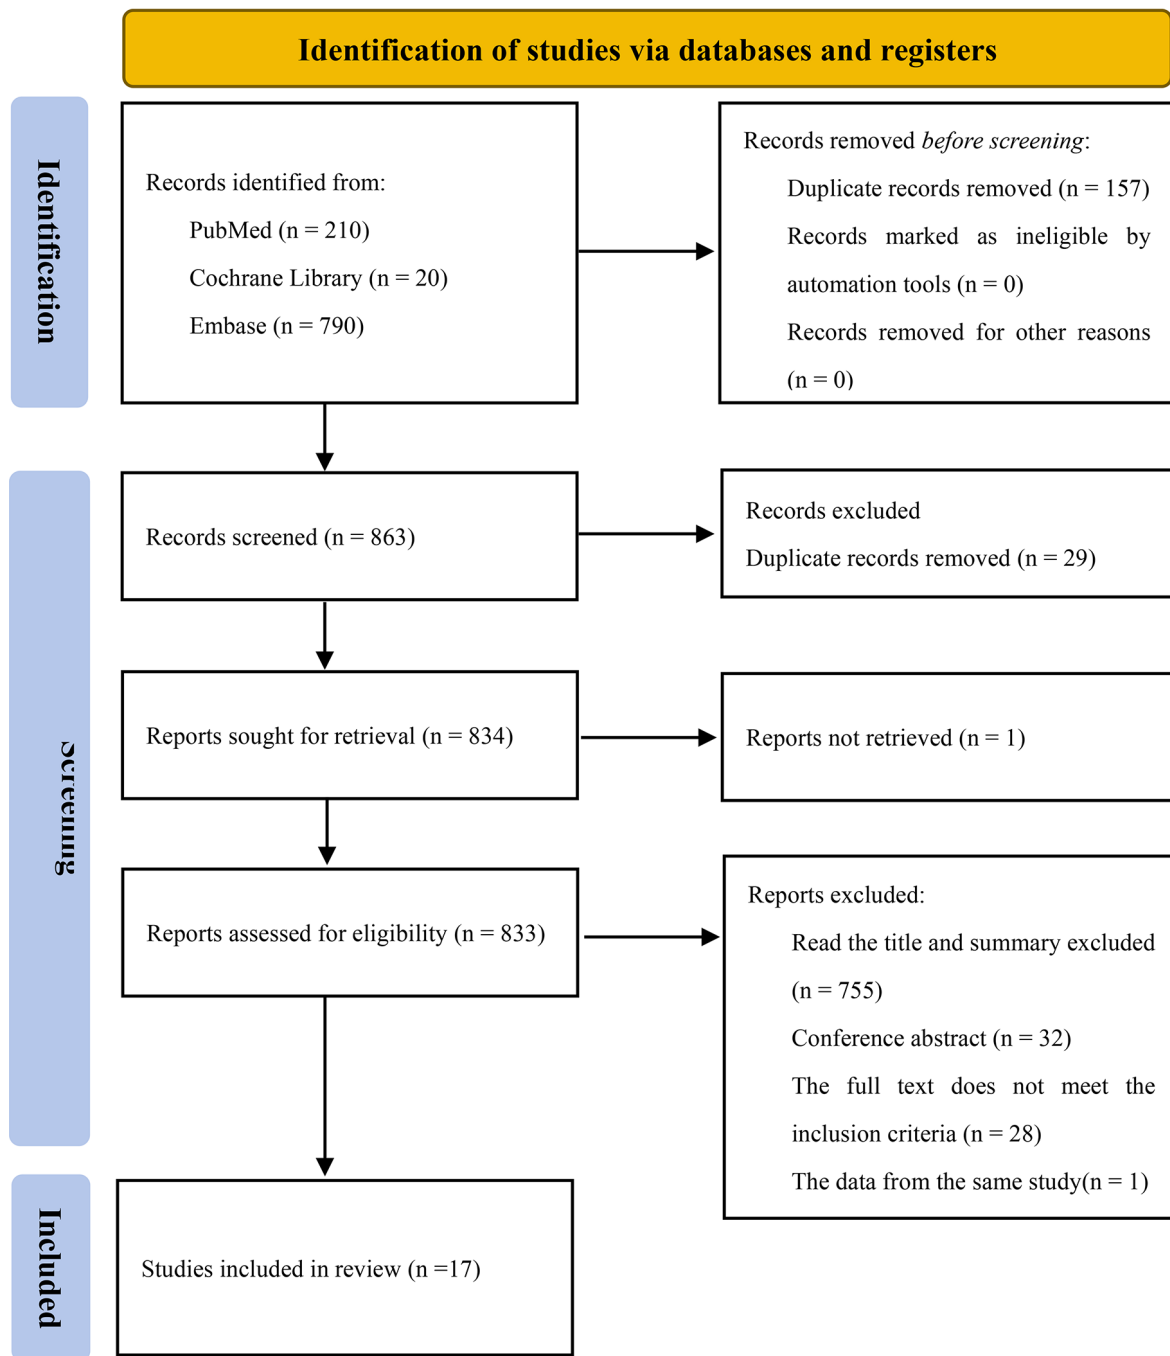 Identification of studies via databases and registers
Identification
Records identified from:
PubMed (n = 210)
Cochrane Library (n = 20)
Embase (n = 790)
Records removed before screening:
Duplicate records removed (n = 157)
Records marked as ineligible by
automation tools (n = 0)
Records removed for other reasons
(n = 0)
Screening
Records screened (n = 863)
Records excluded
Duplicate records removed (n = 29)
Reports sought for retrieval (n = 834)
Reports not retrieved (n = 1)
Reports assessed for eligibility (n = 833)
Reports excluded:
Read the title and summary excluded
(n = 755)
Conference abstract (n = 32)
The full text does not meet the
inclusion criteria (n = 28)
The data from the same study(n = 1)
Included
Studies included in review (n =17)